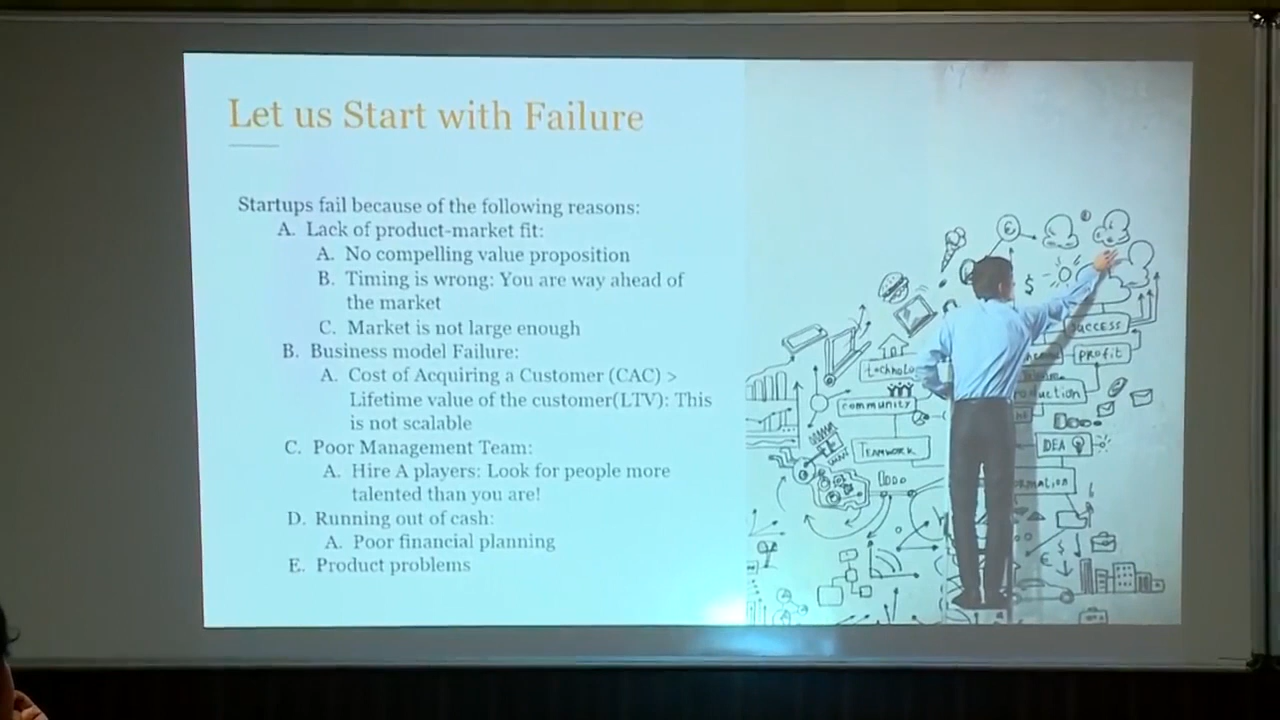 Let us Start with Failure
Startups fail because of the following reasons:
A. Lack of product-market fit:
A. No compelling value proposition
B. Timing is wrong: You are way ahead of
the market
C. Market is not large enough
B. Business model Failure:
A. Cost of Acquiring a Customer (CAC) >
Lifetime value of the customer(LTV): This
is not scalable
C. Poor Management Team:
A. Hire A players: Look for people more
talented than you are!
D. Running out of cash:
A. Poor financial planning
E. Product problems
SUCCESS
PROFIT
technolo
community
TEAMWORK
IDEA